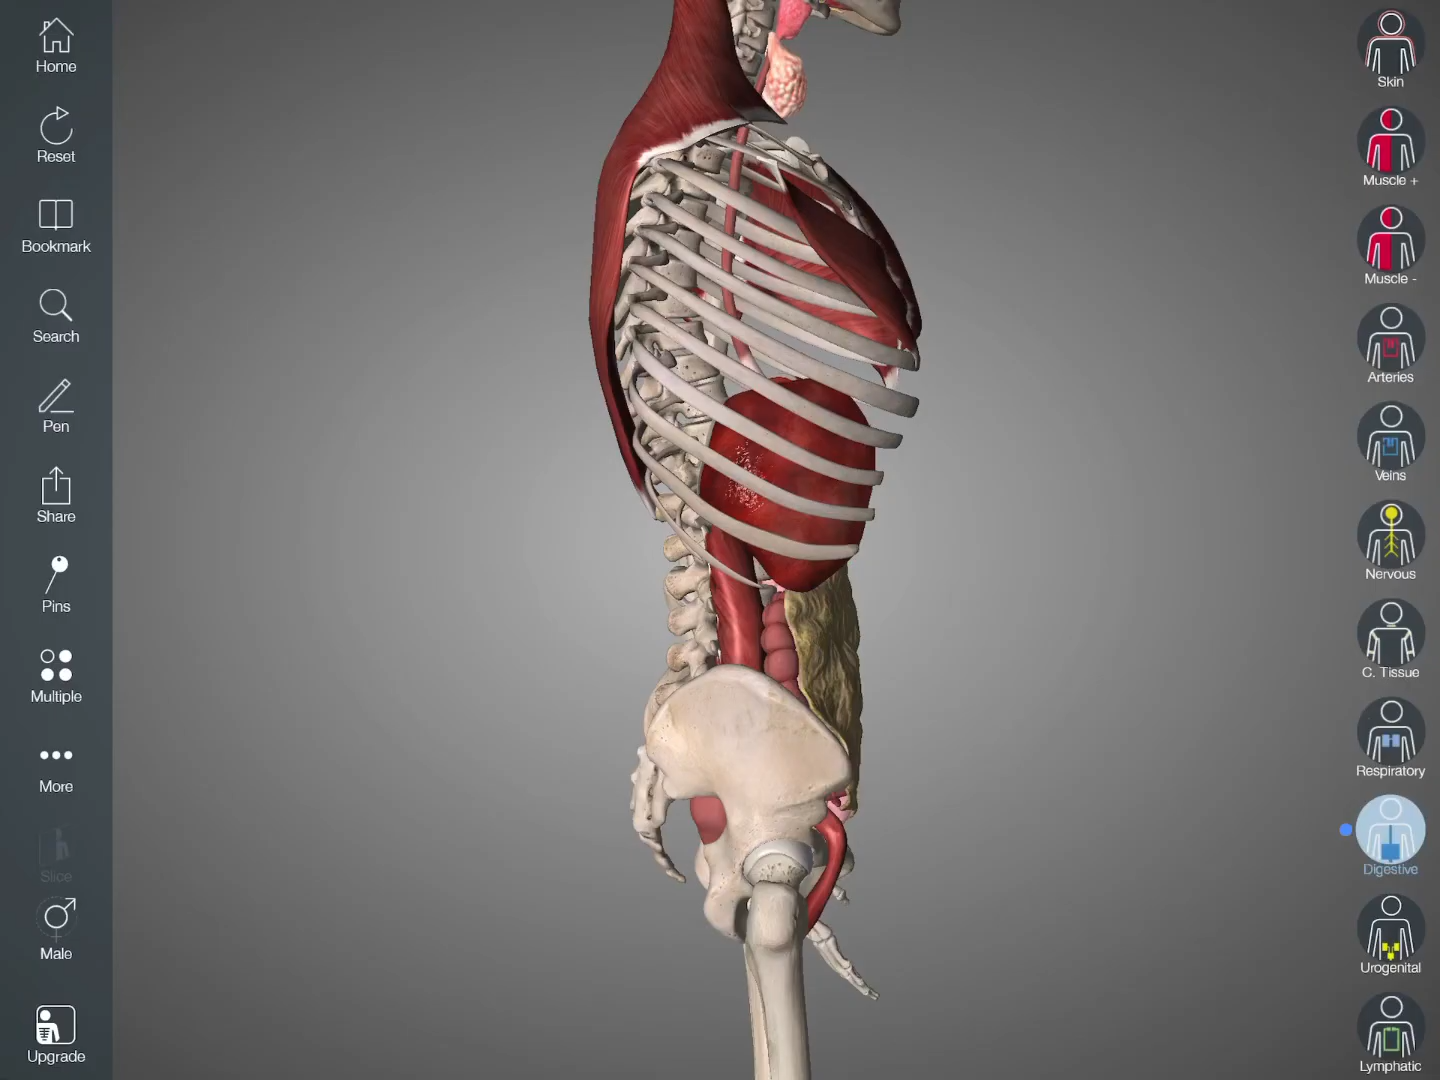 Home
Reset
Bookmark
Search
Pen
Share
Pins
Multiple
More
Slice
Male
Upgrade
Skin
Muscle +
Muscle -
Arteries
Veins
Nervous
C. Tissue
Respiratory
Digestive
Urogenital
Lymphatic